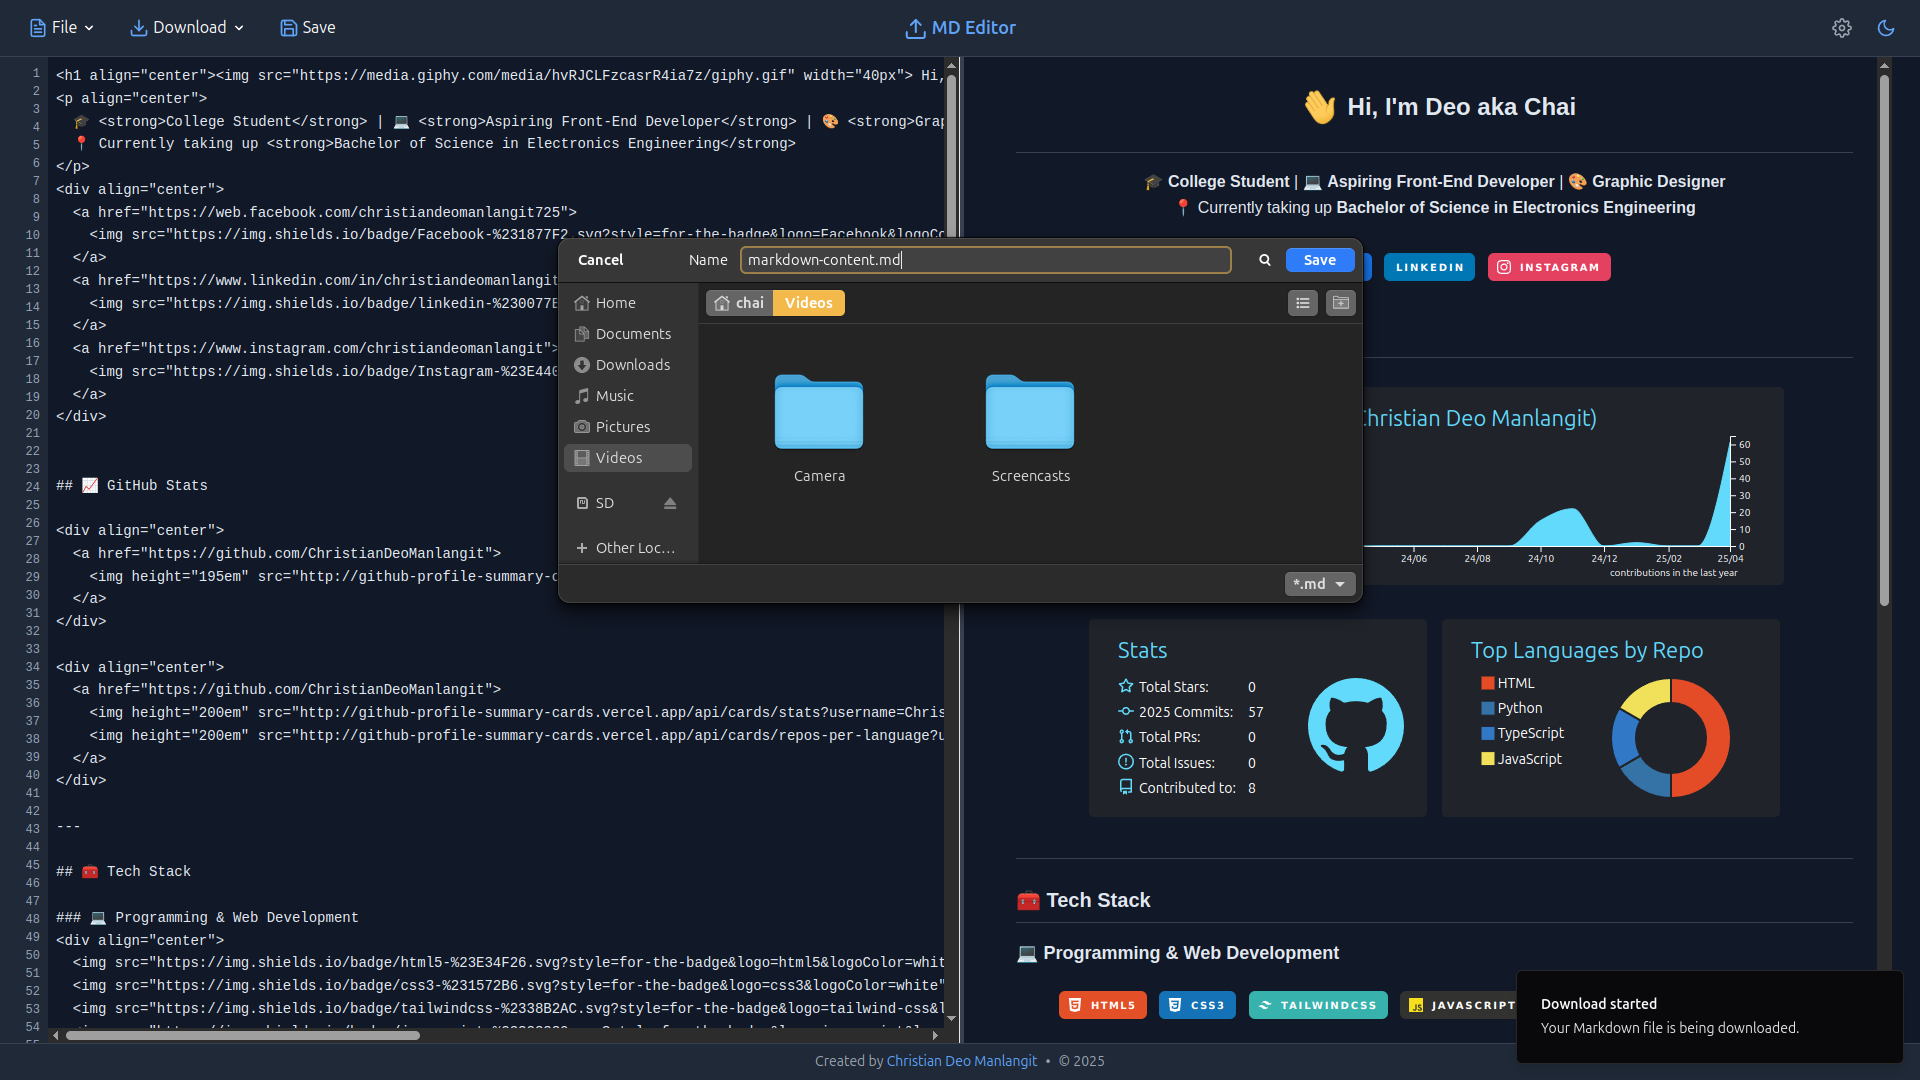 File
Download
Save
MD Editor
1
2
3
4
5
6
7
8
9
10
11
12
13
14
15
16
17
18
19
20
21
22
23
24
25
26
27
28
29
30
31
32
33
34
35
36
37
38
39
40
41
42
43
44
45
46
47
48
49
50
51
52
53
54
<h1 align="center"><img src="https://media.giphy.com/media/hvRJCLFzcasrR4ia7z/giphy.gif" width="40px"> Hi,
<p align="center">
🎓 <strong>College Student</strong> | 💻 <strong>Aspiring Front-End Developer</strong> | 🎨 <strong>Grap
📍 Currently taking up <strong>Bachelor of Science in Electronics Engineering</strong>
</p>
<div align="center">
<a href="https://web.facebook.com/christiandeomanlangit725">
<img src="https://img.shields.io/badge/Facebook-%231877F2.svg?style=for-the-badge&logo=Facebook&logoCo
</a>
<a href="https://www.linkedin.com/in/christiandeomanlangit
<img src="https://img.shields.io/badge/linkedin-%230077B
</a>
<a href="https://www.instagram.com/christiandeomanlangit">
<img src="https://img.shields.io/badge/Instagram-%23E440
</a>
</div>
## 📈 GitHub Stats
<div align="center">
<a href="https://github.com/ChristianDeoManlangit">
<img height="195em" src="http://github-profile-summary-c
</a>
</div>
<div align="center">
<a href="https://github.com/ChristianDeoManlangit">
<img height="200em" src="http://github-profile-summary-cards.vercel.app/api/cards/stats?username=Chris
<img height="200em" src="http://github-profile-summary-cards.vercel.app/api/cards/repos-per-language?u
</a>
</div>
---
## 🧰 Tech Stack
### 💻 Programming & Web Development
<div align="center">
<img src="https://img.shields.io/badge/html5-%23E34F26.svg?style=for-the-badge&logo=html5&logoColor=whit
<img src="https://img.shields.io/badge/css3-%231572B6.svg?style=for-the-badge&logo=css3&logoColor=white"
<img src="https://img.shields.io/badge/tailwindcss-%2338B2AC.svg?style=for-the-badge&logo=tailwind-css&l
Cancel
Name
markdown-content.md
Save
Home
Documents
Downloads
Music
Pictures
Videos
SD
Other Loc…
chai
Videos
Camera
Screencasts
*.md
👋 Hi, I'm Deo aka Chai
🎓 College Student | 💻 Aspiring Front-End Developer | 🎨 Graphic Designer
📍 Currently taking up Bachelor of Science in Electronics Engineering
LINKEDIN
INSTAGRAM
Christian Deo Manlangit)
60
50
40
30
20
10
0
24/06
24/08
24/10
24/12
25/02
25/04
contributions in the last year
Stats
Total Stars: 0
2025 Commits: 57
Total PRs: 0
Total Issues: 0
Contributed to: 8
Top Languages by Repo
HTML
Python
TypeScript
JavaScript
🧰 Tech Stack
💻 Programming & Web Development
HTML5
CSS3
TAILWINDCSS
JS JAVASCRIPT
Download started
Your Markdown file is being downloaded.
Created by Christian Deo Manlangit • © 2025